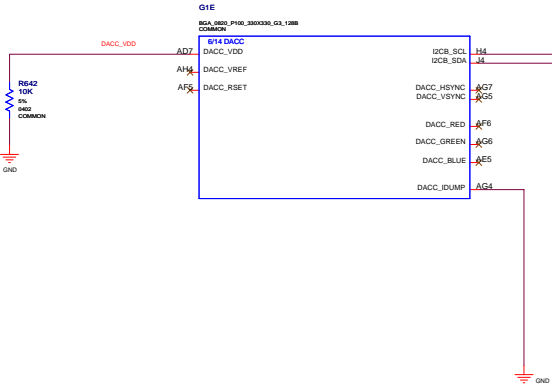 G1E
BGA_0820_P100_330X330_G3_128B
COMMON
6/14 DACC
DACC_VDD
AD7
DACC_VDD
I2CB_SCL
H4
I2CB_SDA
J4
AH4
DACC_VREF
AF5
DACC_RSET
DACC_HSYNC
AG7
DACC_VSYNC
AG5
R642
10K
5%
0402
COMMON
DACC_RED
AF6
DACC_GREEN
AG6
DACC_BLUE
AE5
GND
DACC_IDUMP
AG4
GND